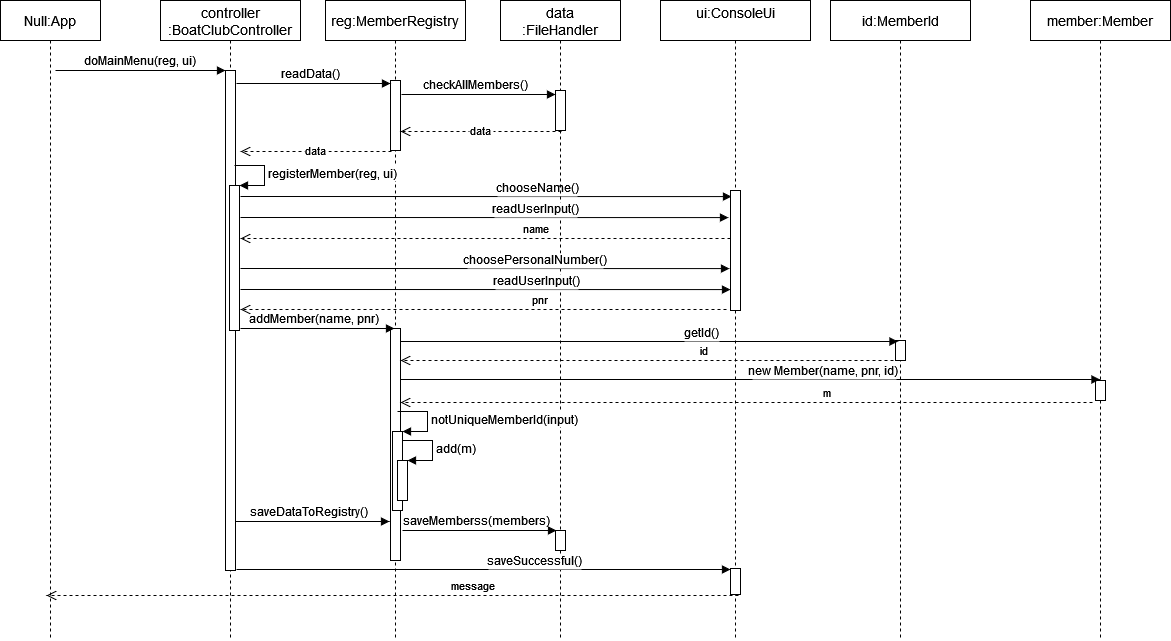 Null:App
controller
:BoatClubController
reg:MemberRegistry
data
:FileHandler
ui:ConsoleUi
id:MemberId
member:Member
doMainMenu(reg, ui)
readData()
checkAllMembers()
data
data
registerMember(reg, ui)
chooseName()
readUserInput()
name
choosePersonalNumber()
readUserInput()
pnr
addMember(name, pnr)
getId()
id
new Member(name, pnr, id)
m
notUniqueMemberId(input)
add(m)
saveDataToRegistry()
saveMemberss(members)
saveSuccessful()
message